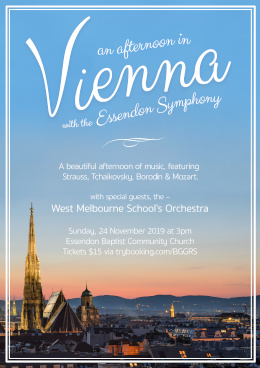 an afternoon in
Vienna
with the Essendon Symphony
A beautiful afternoon of music, featuring
Strauss, Tchaikovsky, Borodin & Mozart.
with special guests, the –
West Melbourne School's Orchestra
Sunday, 24 November 2019 at 3pm
Essendon Baptist Community Church
Tickets $15 via trybooking.com/BGGRS